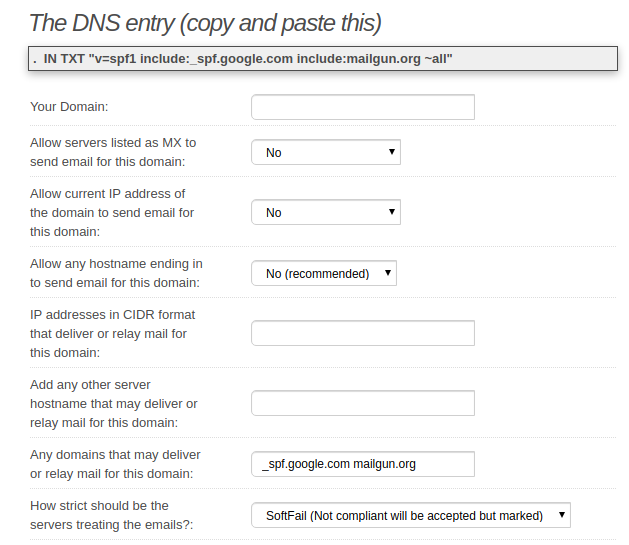 The DNS entry (copy and paste this)
. IN TXT "v=spf1 include:_spf.google.com include:mailgun.org ~all"
Your Domain:
Allow servers listed as MX to
send email for this domain:
No
Allow current IP address of
the domain to send email for
this domain:
No
Allow any hostname ending in
to send email for this domain:
No (recommended)
IP addresses in CIDR format
that deliver or relay mail for
this domain:
Add any other server
hostname that may deliver or
relay mail for this domain:
Any domains that may deliver
or relay mail for this domain:
_spf.google.com mailgun.org
How strict should be the
servers treating the emails?:
SoftFail (Not compliant will be accepted but marked)